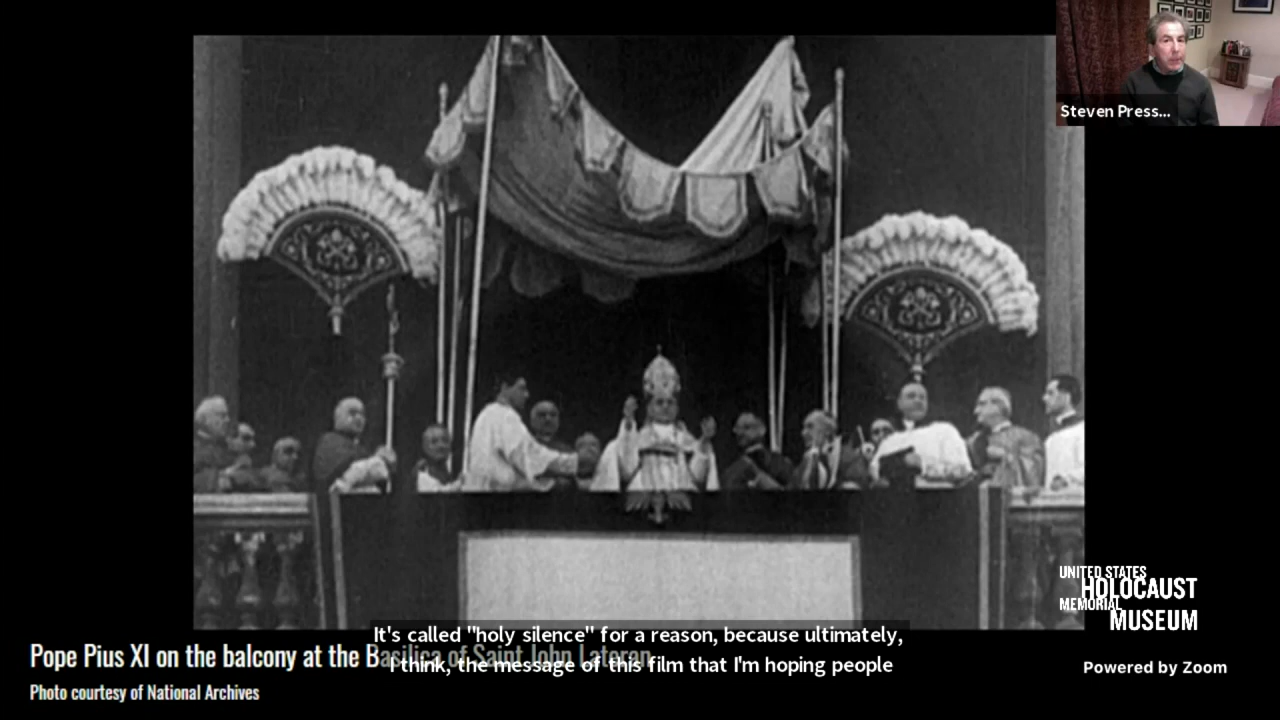 Steven Press...
UNITED STATES
HOLOCAUST
MEMORIAL
MUSEUM
It's called "holy silence" for a reason, because ultimately,
I think, the message of this film that I'm hoping people
Pope Pius XI on the balcony at the Basilica of Saint John Lateran
Photo courtesy of National Archives
Powered by Zoom